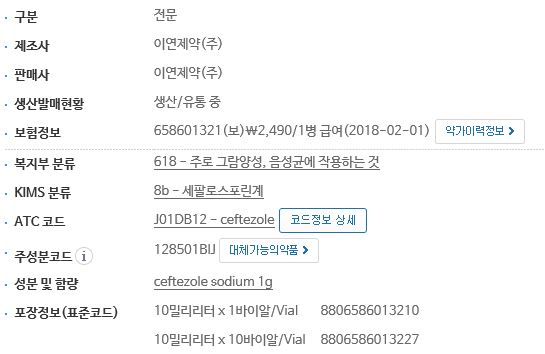 구분 전문
제조사 이연제약(주)
판매사 이연제약(주)
생산발매현황 생산/유통 중
보험정보 658601321(보)₩2,490/1병 급여(2018-02-01) 약가이력정보
복지부 분류 618 - 주로 그람양성, 음성균에 작용하는 것
KIMS 분류 8b - 세팔로스포린계
ATC 코드 J01DB12 - ceftezole 코드정보 상세
주성분코드 i 128501BIJ 대체가능의약품
성분 및 함량 ceftezole sodium 1g
포장정보(표준코드) 10밀리리터 x 1바이알/Vial 8806586013210
10밀리리터 x 10바이알/Vial 8806586013227